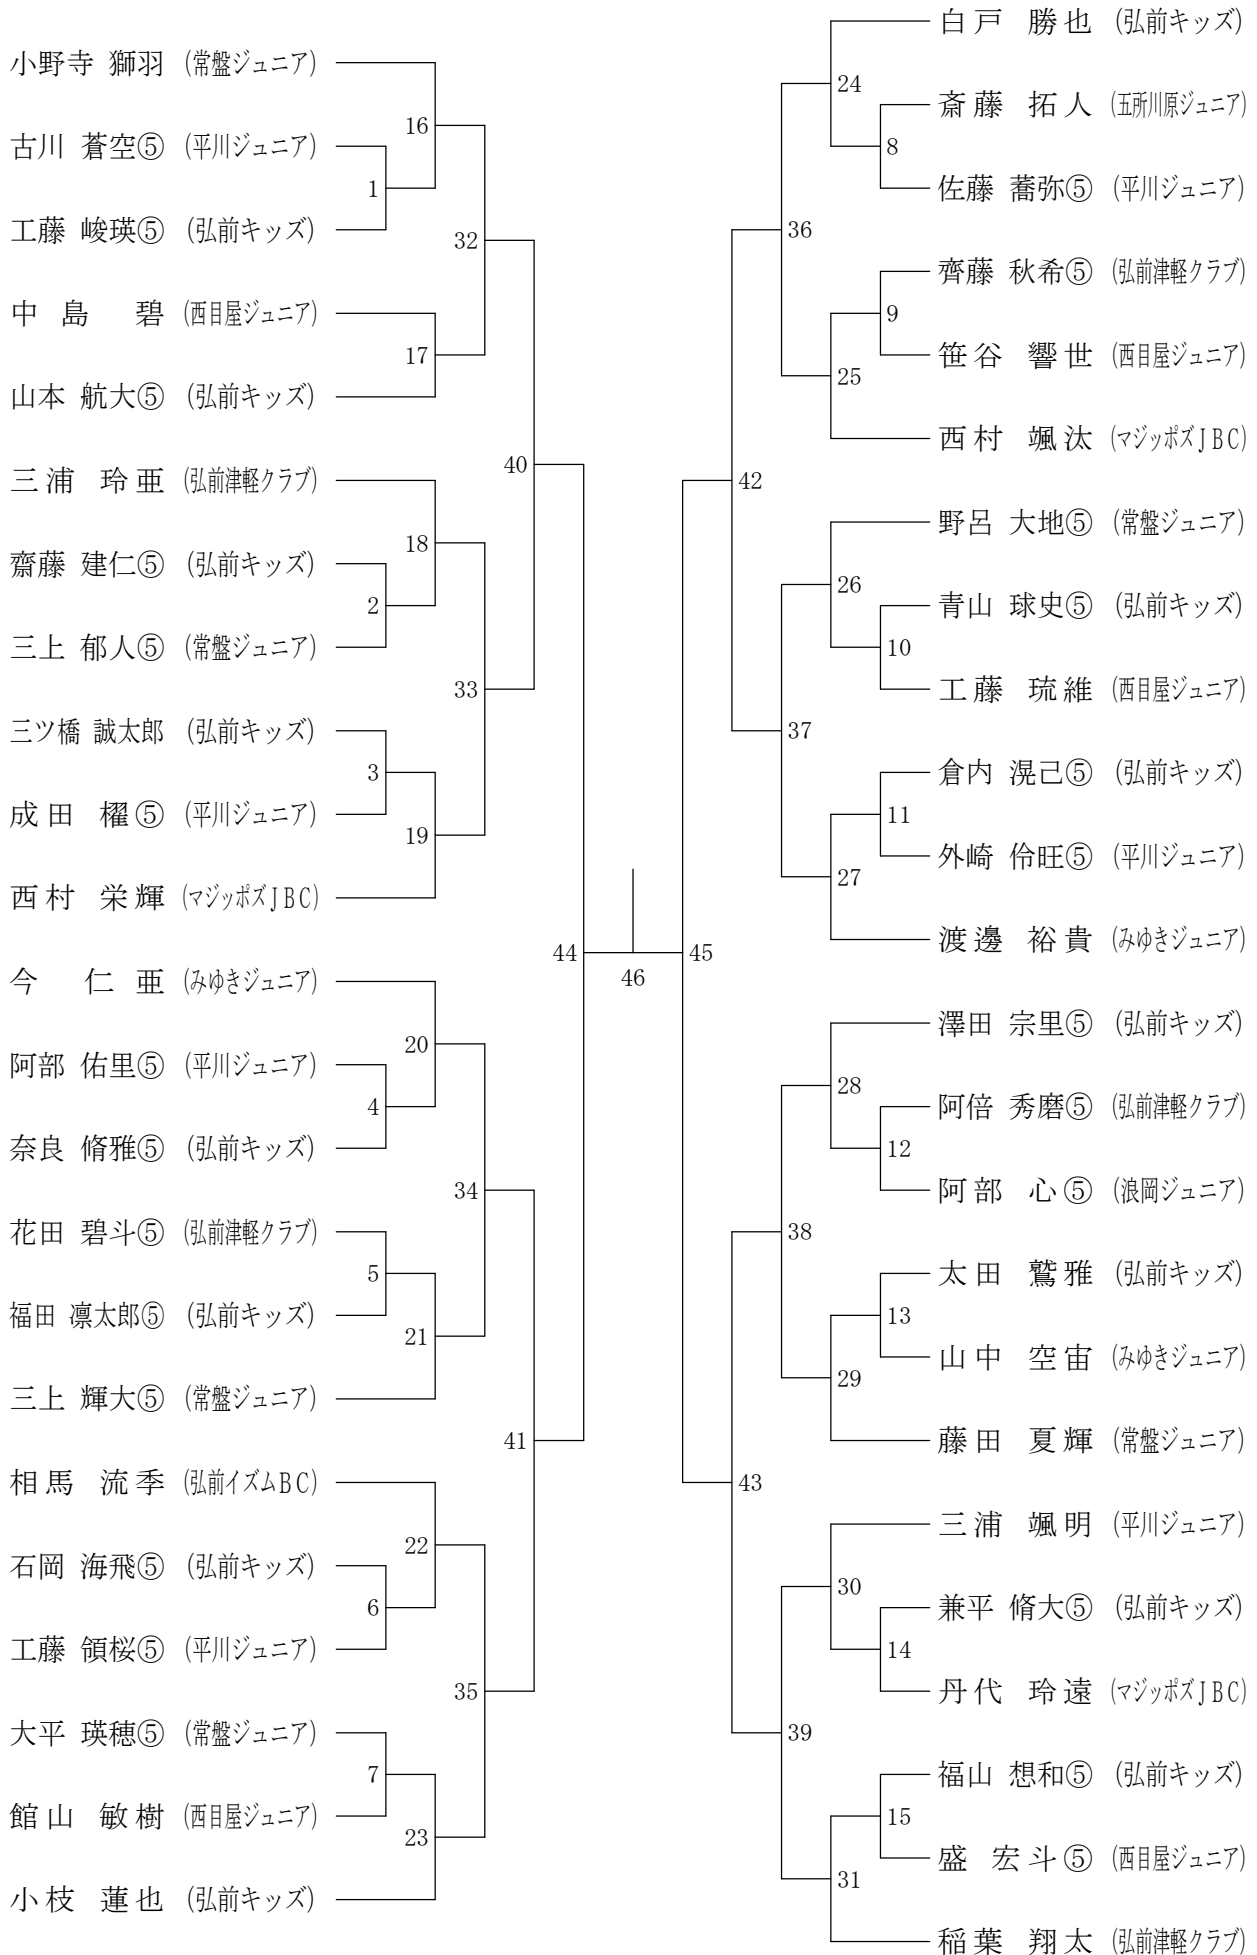 小野寺 獅羽 (常盤ジュニア)
古川 蒼空⑤ (平川ジュニア)
工藤 峻瑛⑤ (弘前キッズ)
中島 碧 (西目屋ジュニア)
山本 航大⑤ (弘前キッズ)
三浦 玲亜 (弘前津軽クラブ)
齋藤 建仁⑤ (弘前キッズ)
三上 郁人⑤ (常盤ジュニア)
三ツ橋 誠太郎 (弘前キッズ)
成田 櫂⑤ (平川ジュニア)
西村 栄輝 (マジッポズJBC)
今 仁亜 (みゆきジュニア)
阿部 佑里⑤ (平川ジュニア)
奈良 脩雅⑤ (弘前キッズ)
花田 碧斗⑤ (弘前津軽クラブ)
福田 凛太郎⑤ (弘前キッズ)
三上 輝大⑤ (常盤ジュニア)
相馬 流季 (弘前イズムBC)
石岡 海飛⑤ (弘前キッズ)
工藤 領桜⑤ (平川ジュニア)
大平 瑛穂⑤ (常盤ジュニア)
館山 敏樹 (西目屋ジュニア)
小枝 蓮也 (弘前キッズ)
1
2
3
4
5
6
7
16
17
18
19
20
21
22
23
32
33
34
35
40
41
44
46
45
42
43
36
37
38
39
24
25
26
27
28
29
30
31
8
9
10
11
12
13
14
15
白戸 勝也 (弘前キッズ)
斎藤 拓人 (五所川原ジュニア)
佐藤 蕎弥⑤ (平川ジュニア)
齊藤 秋希⑤ (弘前津軽クラブ)
笹谷 響世 (西目屋ジュニア)
西村 颯汰 (マジッポズJBC)
野呂 大地⑤ (常盤ジュニア)
青山 球史⑤ (弘前キッズ)
工藤 琉維 (西目屋ジュニア)
倉内 滉己⑤ (弘前キッズ)
外崎 伶旺⑤ (平川ジュニア)
渡邊 裕貴 (みゆきジュニア)
澤田 宗里⑤ (弘前キッズ)
阿倍 秀磨⑤ (弘前津軽クラブ)
阿部 心⑤ (浪岡ジュニア)
太田 鷲雅 (弘前キッズ)
山中 空宙 (みゆきジュニア)
藤田 夏輝 (常盤ジュニア)
三浦 颯明 (平川ジュニア)
兼平 脩大⑤ (弘前キッズ)
丹代 玲遠 (マジッポズJBC)
福山 想和⑤ (弘前キッズ)
盛 宏斗⑤ (西目屋ジュニア)
稲葉 翔太 (弘前津軽クラブ)